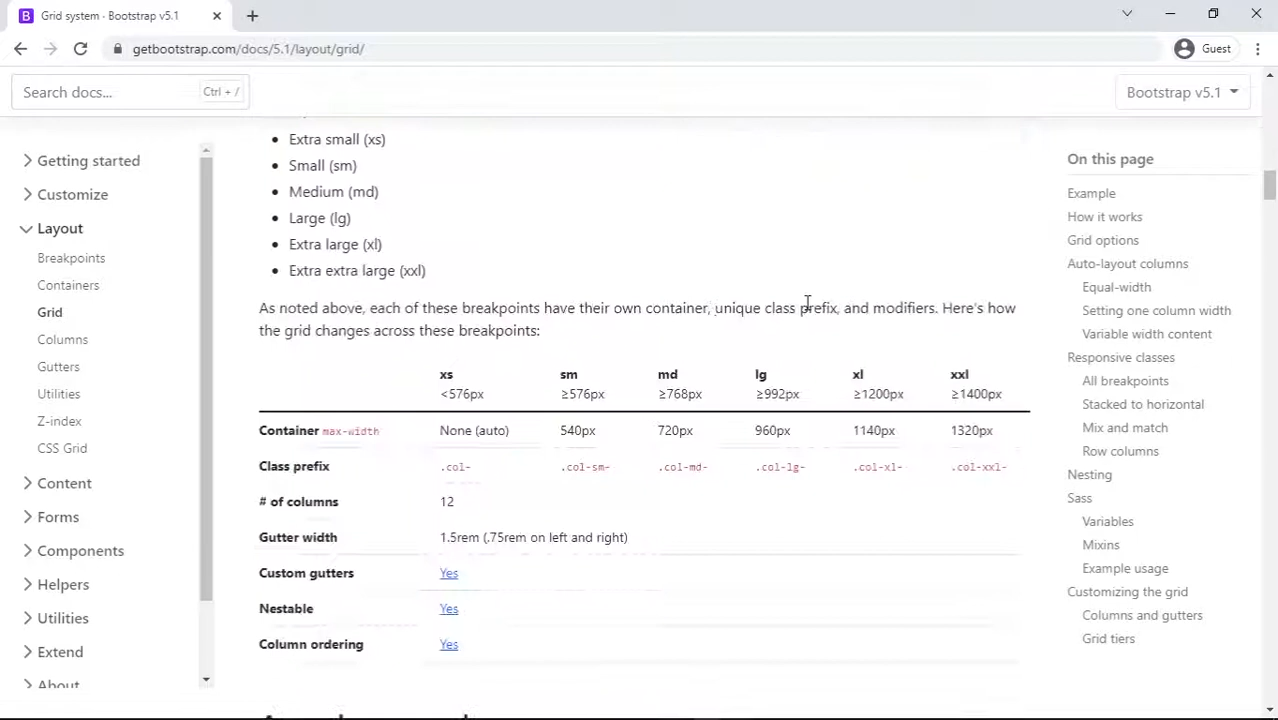 Grid system · Bootstrap v5.1
getbootstrap.com/docs/5.1/layout/grid/
Guest
Search docs...
Ctrl + /
Bootstrap v5.1
Getting started
Customize
Layout
Breakpoints
Containers
Grid
Columns
Gutters
Utilities
Z-index
CSS Grid
Content
Forms
Components
Helpers
Utilities
Extend
About
Extra small (xs)
Small (sm)
Medium (md)
Large (lg)
Extra large (xl)
Extra extra large (xxl)
As noted above, each of these breakpoints have their own container, unique class prefix, and modifiers. Here's how
the grid changes across these breakpoints:
xs sm md lg xl xxl
<576px ≥576px ≥768px ≥992px ≥1200px ≥1400px
Container max-width None (auto) 540px 720px 960px 1140px 1320px
Class prefix .col- .col-sm- .col-md- .col-lg- .col-xl- .col-xxl-
# of columns 12
Gutter width 1.5rem (.75rem on left and right)
Custom gutters Yes
Nestable Yes
Column ordering Yes
On this page
Example
How it works
Grid options
Auto-layout columns
Equal-width
Setting one column width
Variable width content
Responsive classes
All breakpoints
Stacked to horizontal
Mix and match
Row columns
Nesting
Sass
Variables
Mixins
Example usage
Customizing the grid
Columns and gutters
Grid tiers